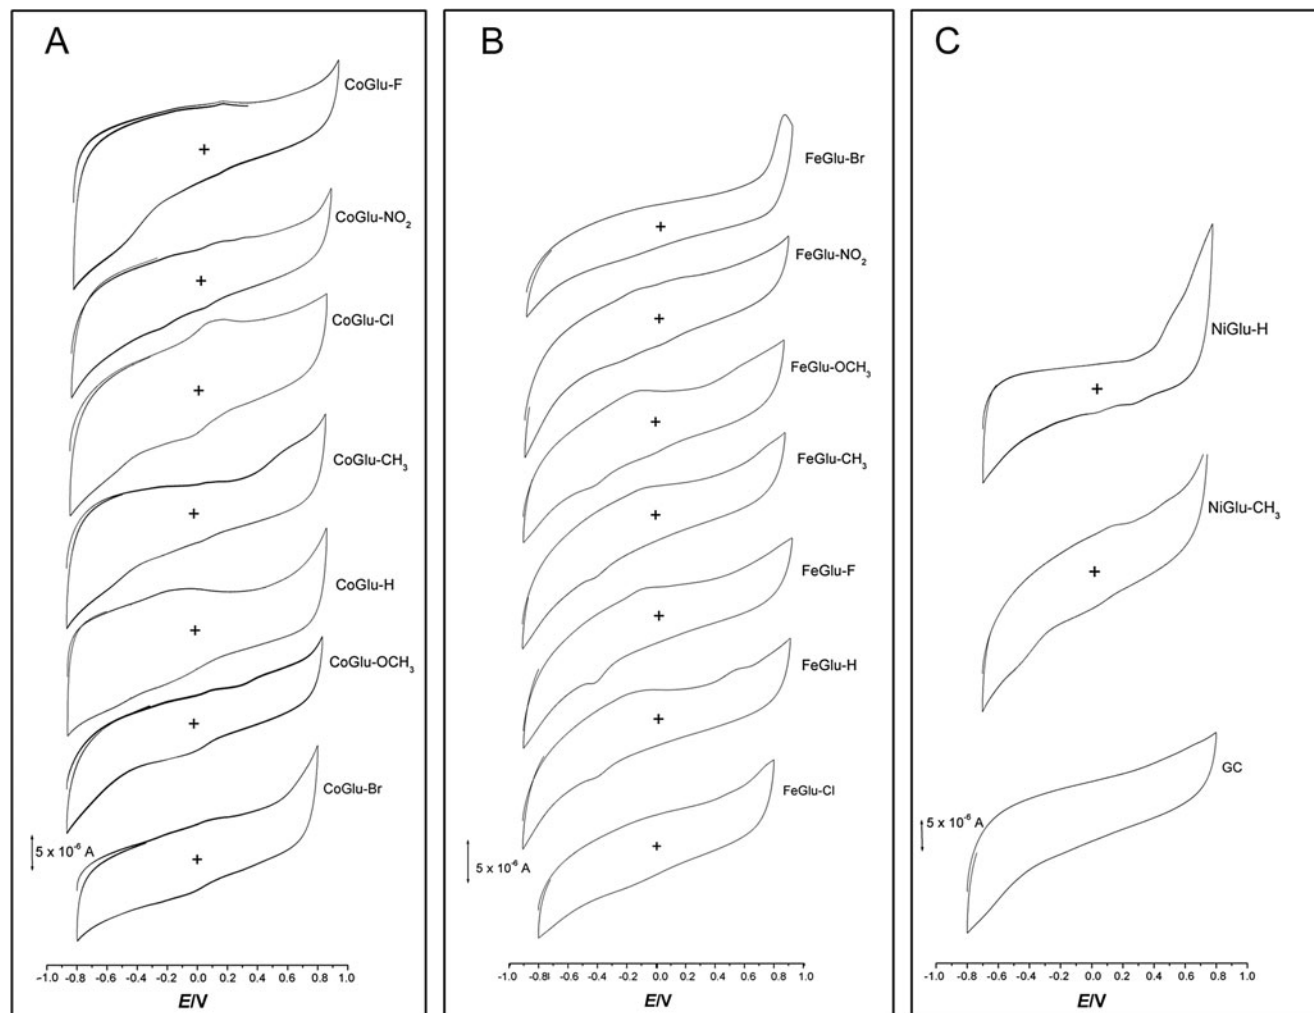 A
CoGlu-F
CoGlu-NO2
CoGlu-Cl
CoGlu-CH3
CoGlu-H
CoGlu-OCH3
CoGlu-Br
5 x 10-6 A
-1.0 -0.8 -0.6 -0.4 -0.2 0.0 0.2 0.4 0.6 0.8 1.0
E/V
B
FeGlu-Br
FeGlu-NO2
FeGlu-OCH3
FeGlu-CH3
FeGlu-F
FeGlu-H
FeGlu-Cl
5 x 10-6 A
-1.0 -0.8 -0.6 -0.4 -0.2 0.0 0.2 0.4 0.6 0.8 1.0
E/V
C
NiGlu-H
NiGlu-CH3
GC
5 x 10-6 A
-1.0 -0.8 -0.6 -0.4 -0.2 0.0 0.2 0.4 0.6 0.8 1.0
E/V